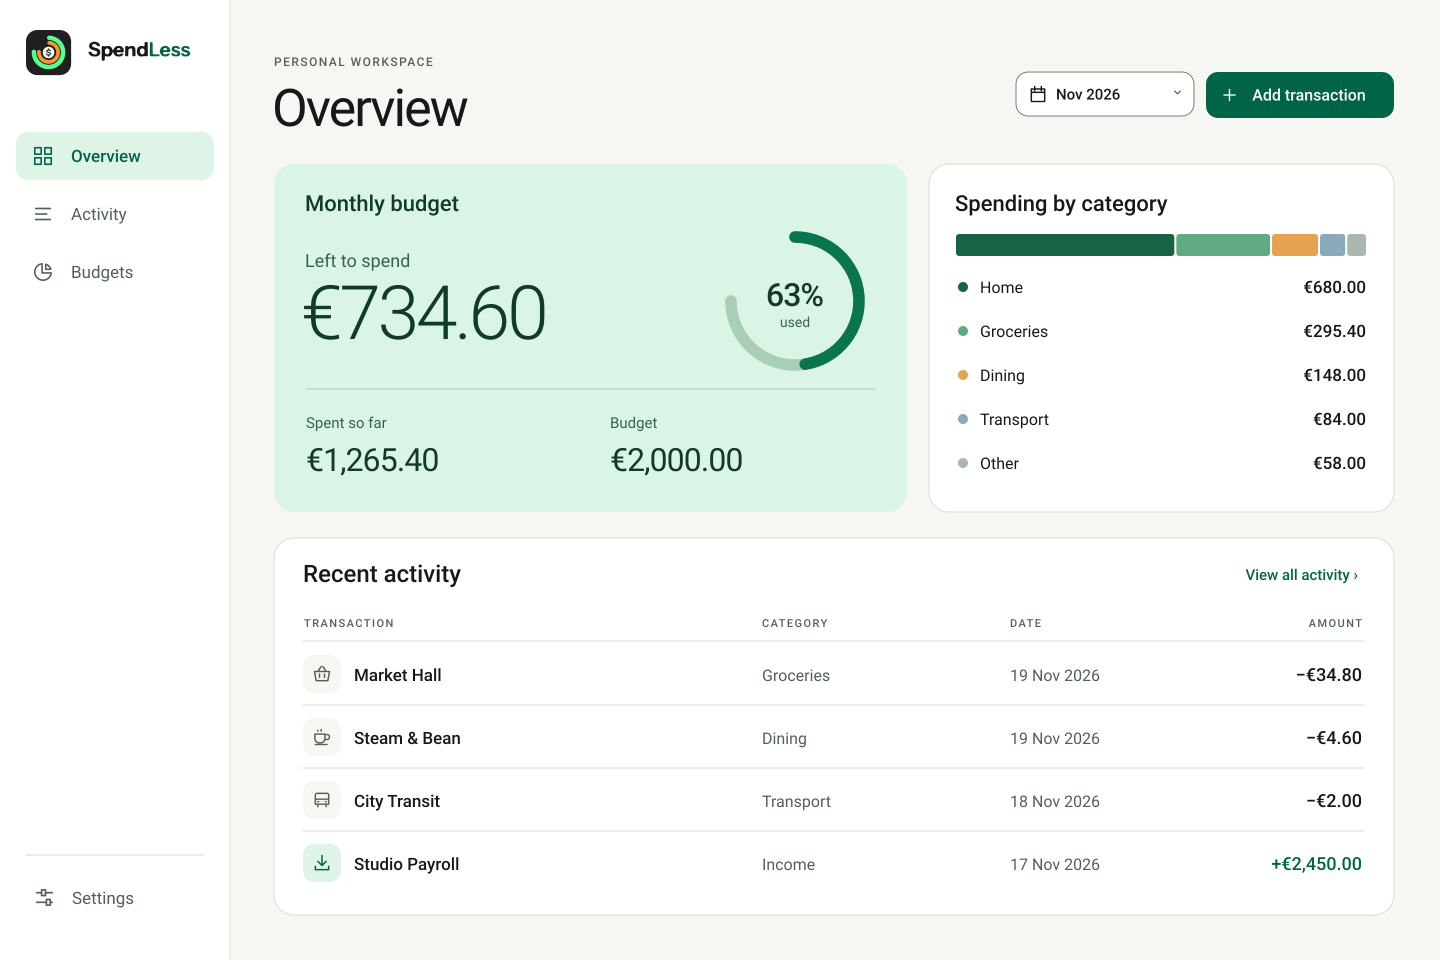 $
SpendLess
Overview
Activity
Budgets
Settings
PERSONAL WORKSPACE
Overview
Nov 2026
+ Add transaction
Monthly budget
Left to spend
€734.60
63%
used
Spent so far
€1,265.40
Budget
€2,000.00
Spending by category
Home €680.00
Groceries €295.40
Dining €148.00
Transport €84.00
Other €58.00
Recent activity
View all activity ›
TRANSACTION CATEGORY DATE AMOUNT
Market Hall Groceries 19 Nov 2026 −€34.80
Steam & Bean Dining 19 Nov 2026 −€4.60
City Transit Transport 18 Nov 2026 −€2.00
Studio Payroll Income 17 Nov 2026 +€2,450.00